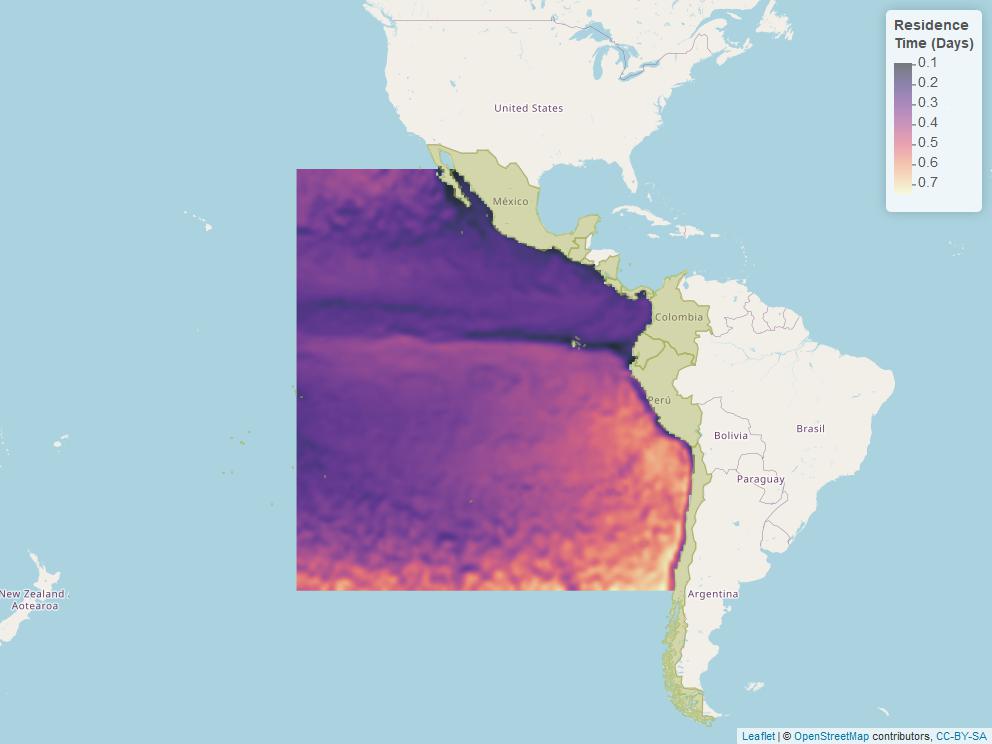 Residence
Time (Days)
0.1
0.2
0.3
0.4
0.5
0.6
0.7
United States
México
Colombia
Perú
Brasil
Bolivia
Paraguay
New Zealand
Aotearoa
Argentina
Leaflet | © OpenStreetMap contributors, CC-BY-SA